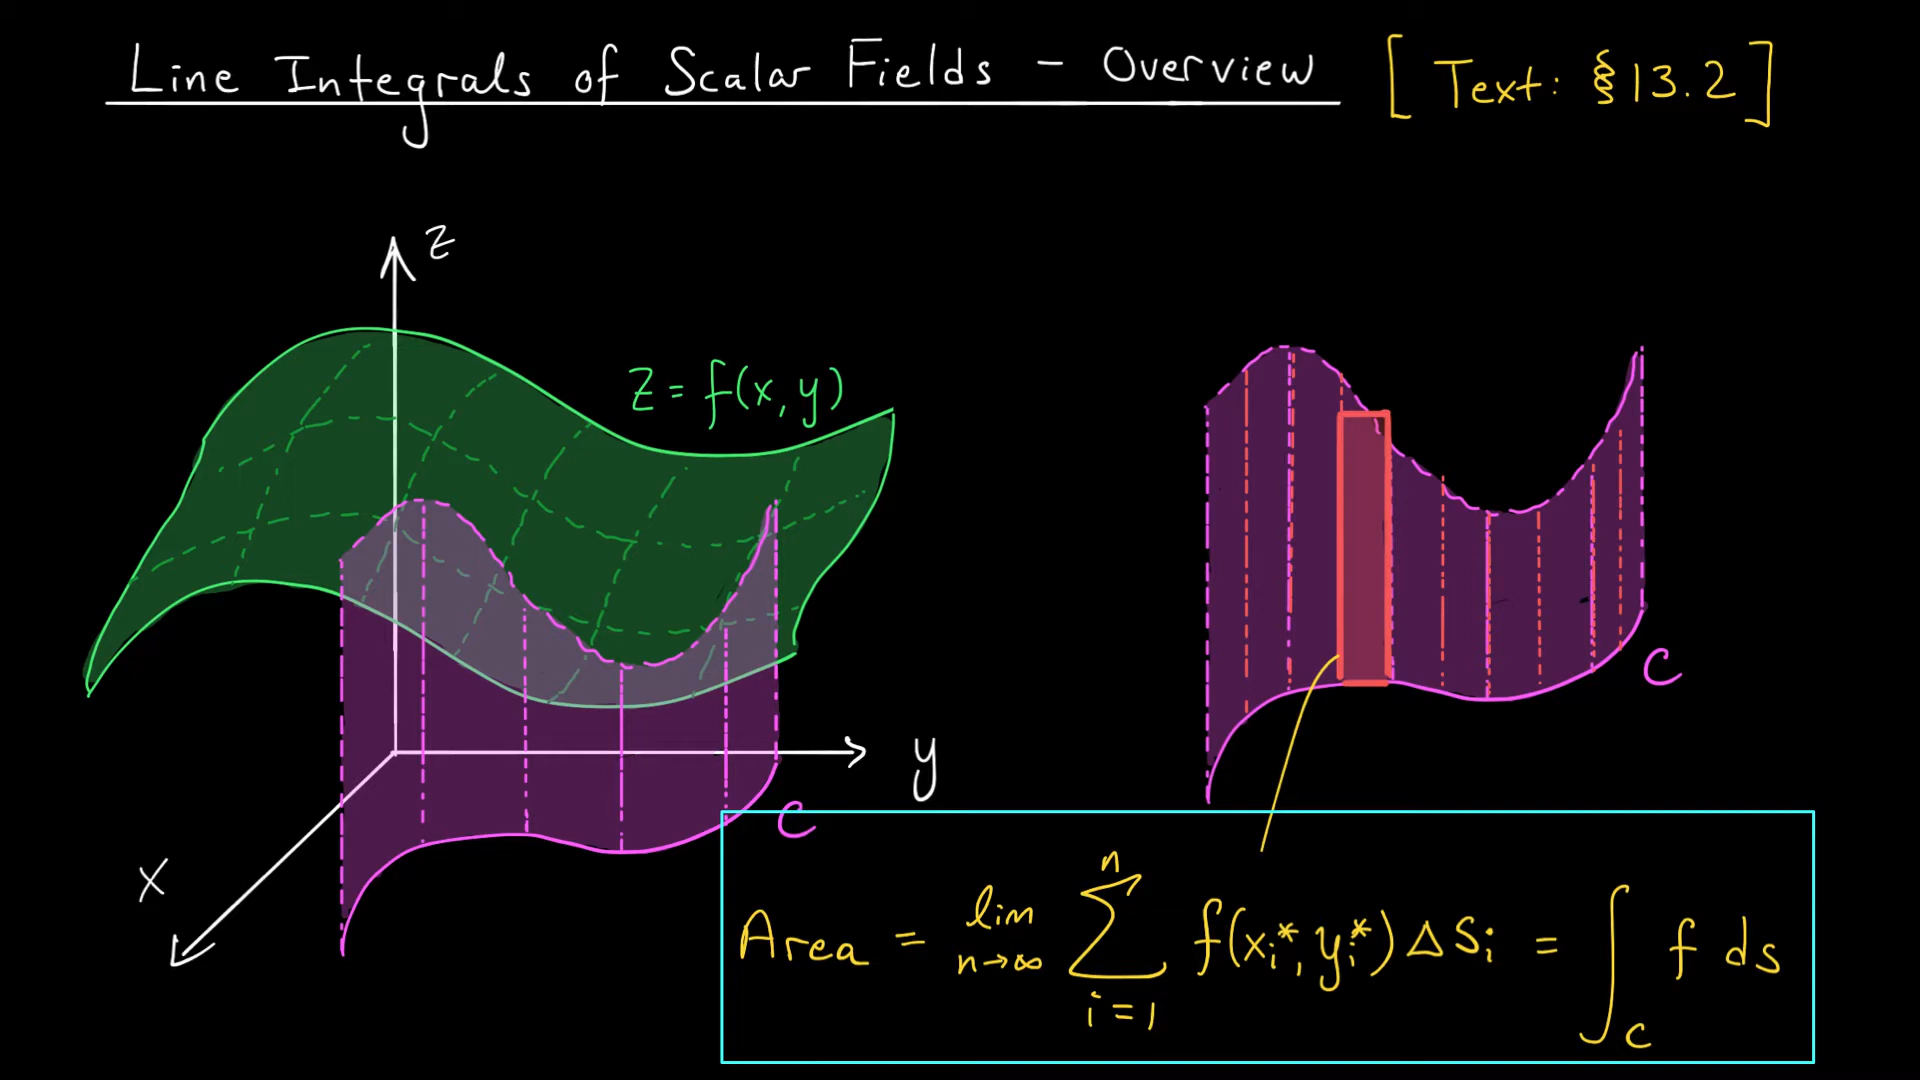 Line Integrals of Scalar Fields - Overview [Text: §13.2]
z
z = f(x, y)
y
x
C
C
Area = lim n→∞ ∑ i=1 n f(xᵢ*, yᵢ*) ΔSᵢ = ∫ C f ds